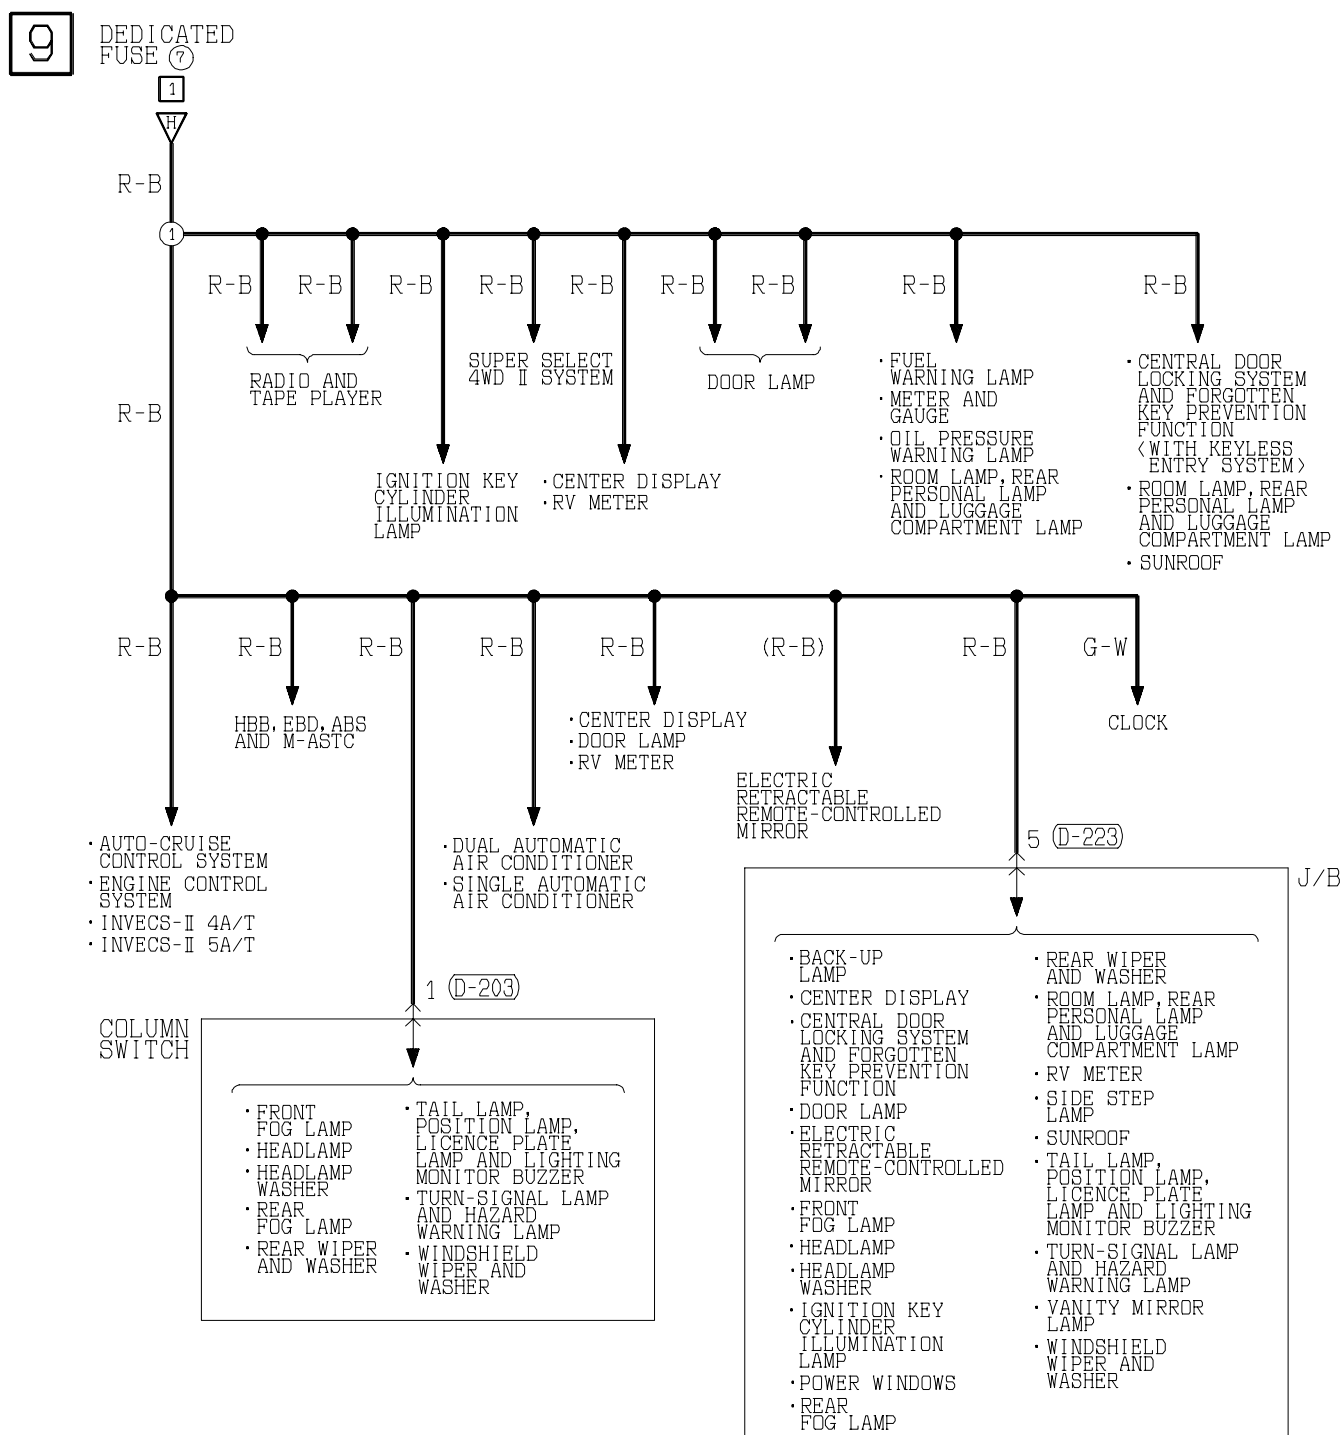 9
DEDICATED
FUSE ⑦
1
H
R-B
1
R-B R-B R-B R-B R-B R-B R-B R-B R-B
RADIO AND
TAPE PLAYER
SUPER SELECT
4WD Ⅱ SYSTEM
DOOR LAMP
·FUEL
WARNING LAMP
·METER AND
GAUGE
·OIL PRESSURE
WARNING LAMP
·ROOM LAMP, REAR
PERSONAL LAMP
AND LUGGAGE
COMPARTMENT LAMP
·CENTRAL DOOR
LOCKING SYSTEM
AND FORGOTTEN
KEY PREVENTION
FUNCTION
<WITH KEYLESS
ENTRY SYSTEM>
·ROOM LAMP, REAR
PERSONAL LAMP
AND LUGGAGE
COMPARTMENT LAMP
·SUNROOF
R-B
IGNITION KEY
CYLINDER
ILLUMINATION
LAMP
·CENTER DISPLAY
·RV METER
R-B R-B R-B R-B R-B (R-B) R-B G-W
HBB, EBD, ABS
AND M-ASTC
·CENTER DISPLAY
·DOOR LAMP
·RV METER
CLOCK
ELECTRIC
RETRACTABLE
REMOTE-CONTROLLED
MIRROR
·AUTO-CRUISE
CONTROL SYSTEM
·ENGINE CONTROL
SYSTEM
·INVECS-Ⅱ 4A/T
·INVECS-Ⅱ 5A/T
·DUAL AUTOMATIC
AIR CONDITIONER
·SINGLE AUTOMATIC
AIR CONDITIONER
5 D-223
J/B
1 D-203
COLUMN
SWITCH
·FRONT
FOG LAMP
·HEADLAMP
·HEADLAMP
WASHER
·REAR
FOG LAMP
·REAR WIPER
AND WASHER
·TAIL LAMP,
POSITION LAMP,
LICENCE PLATE
LAMP AND LIGHTING
MONITOR BUZZER
·TURN-SIGNAL LAMP
AND HAZARD
WARNING LAMP
·WINDSHIELD
WIPER AND
WASHER
·BACK-UP
LAMP
·CENTER DISPLAY
·CENTRAL DOOR
LOCKING SYSTEM
AND FORGOTTEN
KEY PREVENTION
FUNCTION
·DOOR LAMP
·ELECTRIC
RETRACTABLE
REMOTE-CONTROLLED
MIRROR
·FRONT
FOG LAMP
·HEADLAMP
·HEADLAMP
WASHER
·IGNITION KEY
CYLINDER
ILLUMINATION
LAMP
·POWER WINDOWS
·REAR
FOG LAMP
·REAR WIPER
AND WASHER
·ROOM LAMP, REAR
PERSONAL LAMP
AND LUGGAGE
COMPARTMENT LAMP
·RV METER
·SIDE STEP
LAMP
·SUNROOF
·TAIL LAMP,
POSITION LAMP,
LICENCE PLATE
LAMP AND LIGHTING
MONITOR BUZZER
·TURN-SIGNAL LAMP
AND HAZARD
WARNING LAMP
·VANITY MIRROR
LAMP
·WINDSHIELD
WIPER AND
WASHER